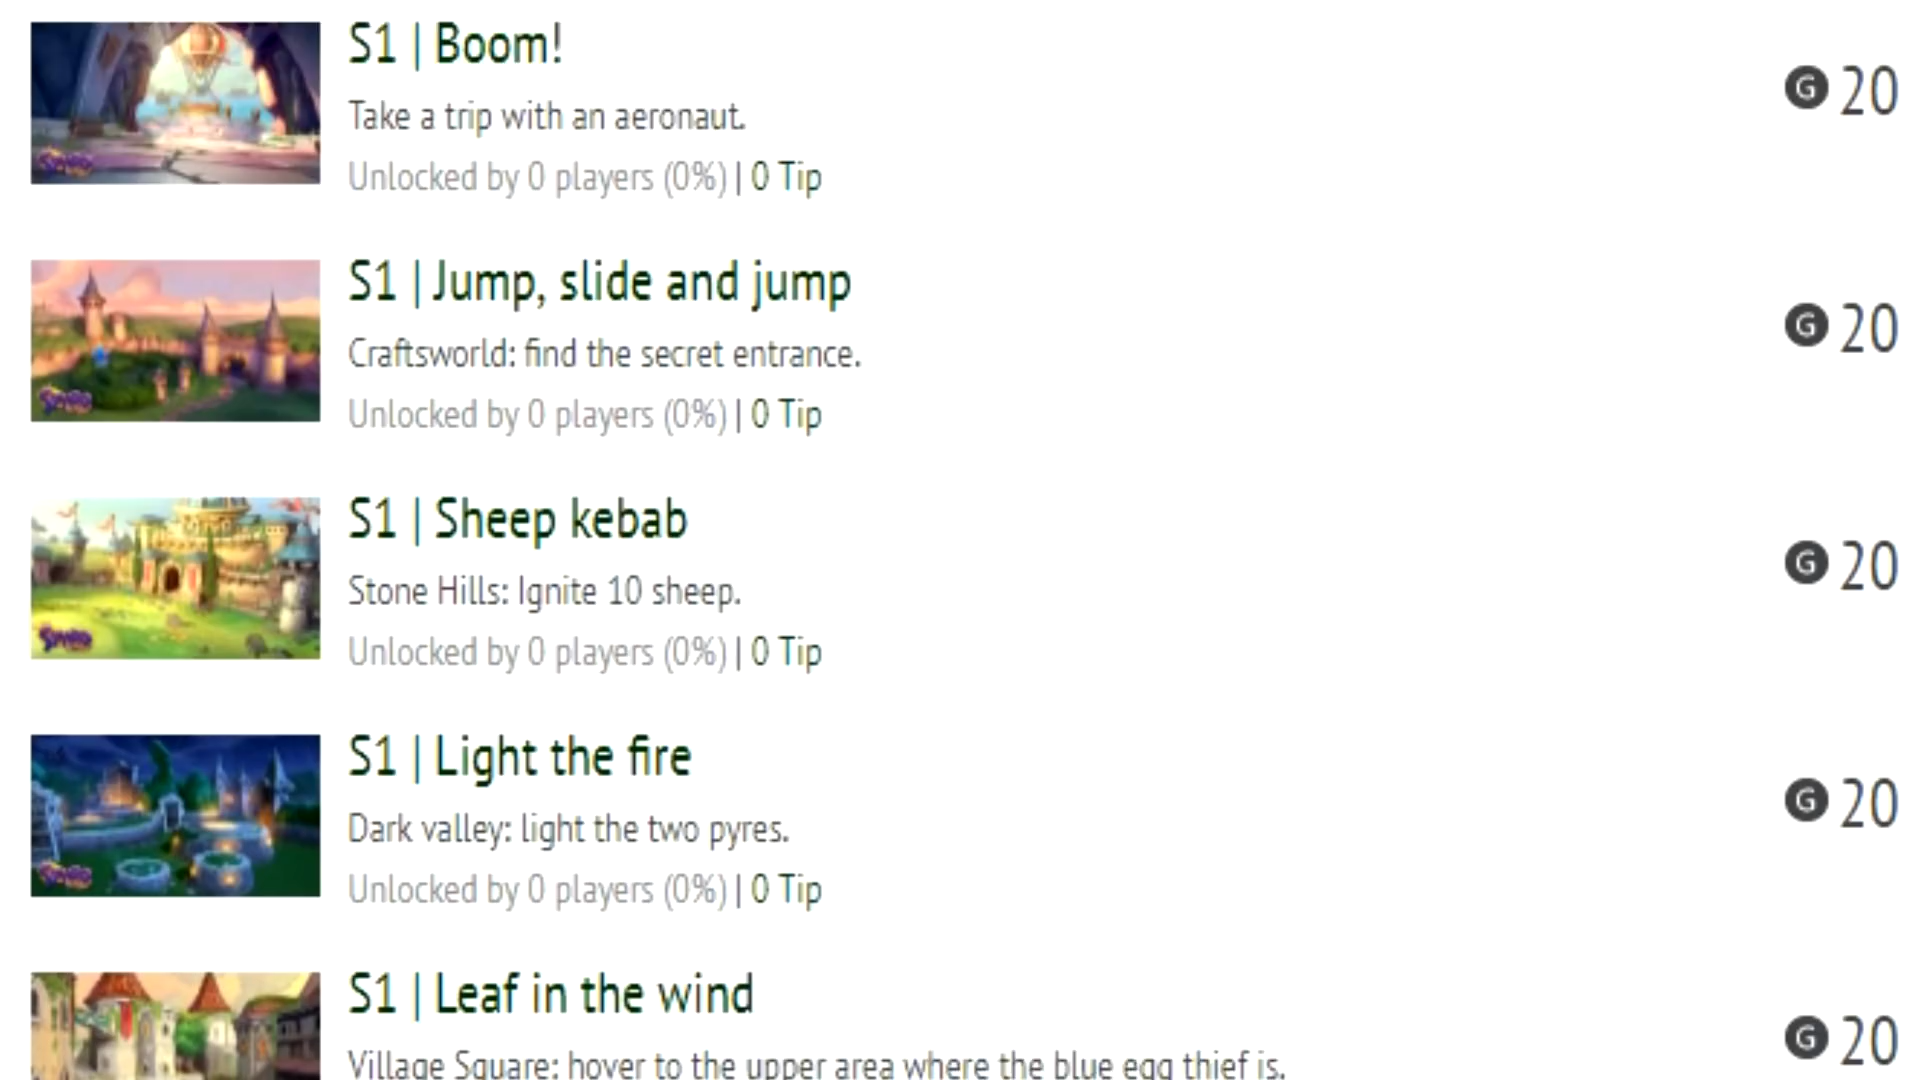 S1 | Boom!
Take a trip with an aeronaut.
Unlocked by 0 players (0%) | 0 Tip
G 20
S1 | Jump, slide and jump
Craftsworld: find the secret entrance.
Unlocked by 0 players (0%) | 0 Tip
G 20
S1 | Sheep kebab
Stone Hills: Ignite 10 sheep.
Unlocked by 0 players (0%) | 0 Tip
G 20
S1 | Light the fire
Dark valley: light the two pyres.
Unlocked by 0 players (0%) | 0 Tip
G 20
S1 | Leaf in the wind
Village Square: hover to the upper area where the blue egg thief is.
G 20